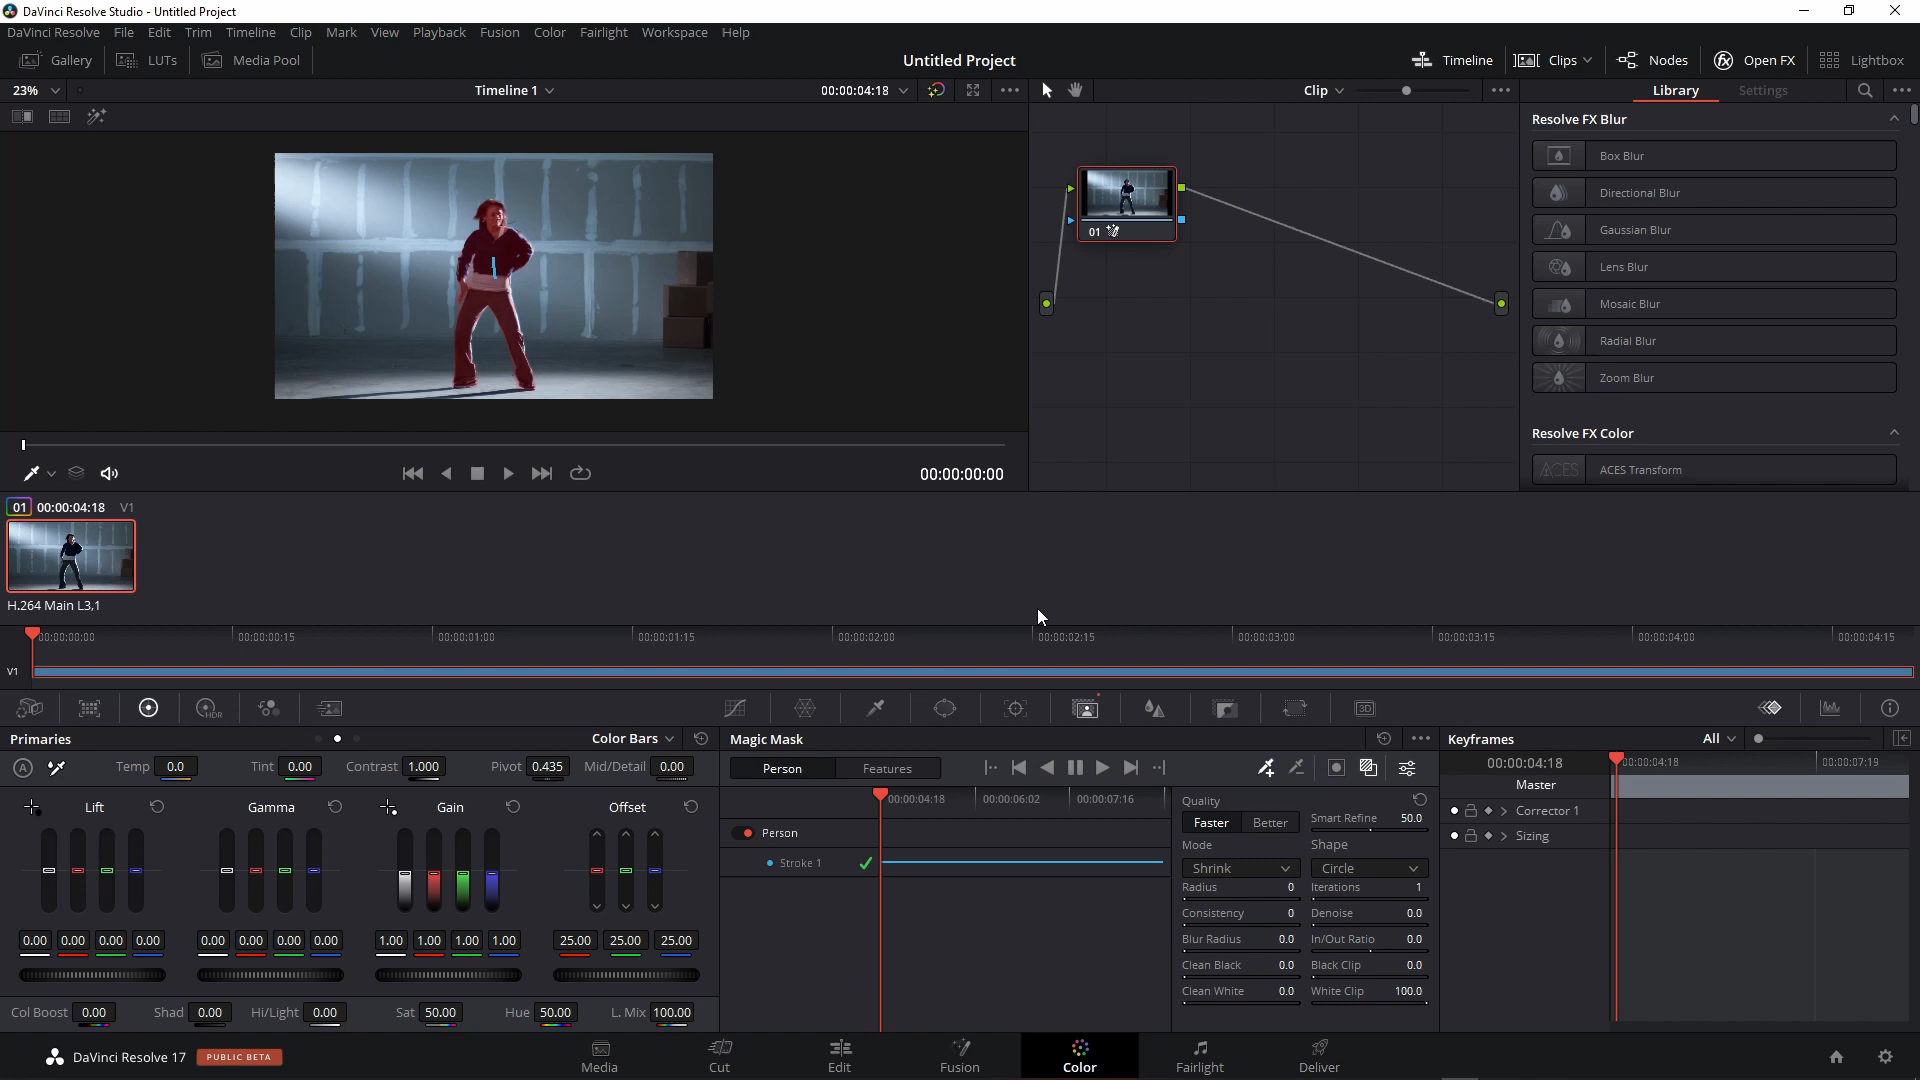 DaVinci Resolve Studio - Untitled Project
DaVinci Resolve File Edit Trim Timeline Clip Mark View Playback Fusion Color Fairlight Workspace Help
Gallery LUTs Media Pool Untitled Project Timeline Clips Nodes fx Open FX Lightbox
23% Timeline 1 00:00:04:18 Clip Library Settings
Resolve FX Blur
Box Blur
Directional Blur
Gaussian Blur
Lens Blur
Mosaic Blur
Radial Blur
Zoom Blur
Resolve FX Color
ACES ACES Transform
01
00:00:00:00
01 00:00:04:18 V1
H.264 Main L3,1
00:00:00:00 00:00:00:15 00:00:01:00 00:00:01:15 00:00:02:00 00:00:02:15 00:00:03:00 00:00:03:15 00:00:04:00 00:00:04:15
V1
HDR 3D
Primaries Color Bars Magic Mask Keyframes All
A Temp 0.0 Tint 0.00 Contrast 1.000 Pivot 0.435 Mid/Detail 0.00
Lift Gamma Gain Offset
0.00 0.00 0.00 0.00 0.00 0.00 0.00 0.00 1.00 1.00 1.00 1.00 25.00 25.00 25.00
Col Boost 0.00 Shad 0.00 Hi/Light 0.00 Sat 50.00 Hue 50.00 L. Mix 100.00
Person Features
00:00:04:18 00:00:06:02 00:00:07:16
Person
Stroke 1
Quality
Faster Better Smart Refine 50.0
Mode Shape
Shrink Circle
Radius 0 Iterations 1
Consistency 0 Denoise 0.0
Blur Radius 0.0 In/Out Ratio 0.0
Clean Black 0.0 Black Clip 0.0
Clean White 0.0 White Clip 100.0
00:00:04:18 00:00:04:18 00:00:07:19
Master
Corrector 1
Sizing
DaVinci Resolve 17 PUBLIC BETA Media Cut Edit Fusion Color Fairlight Deliver